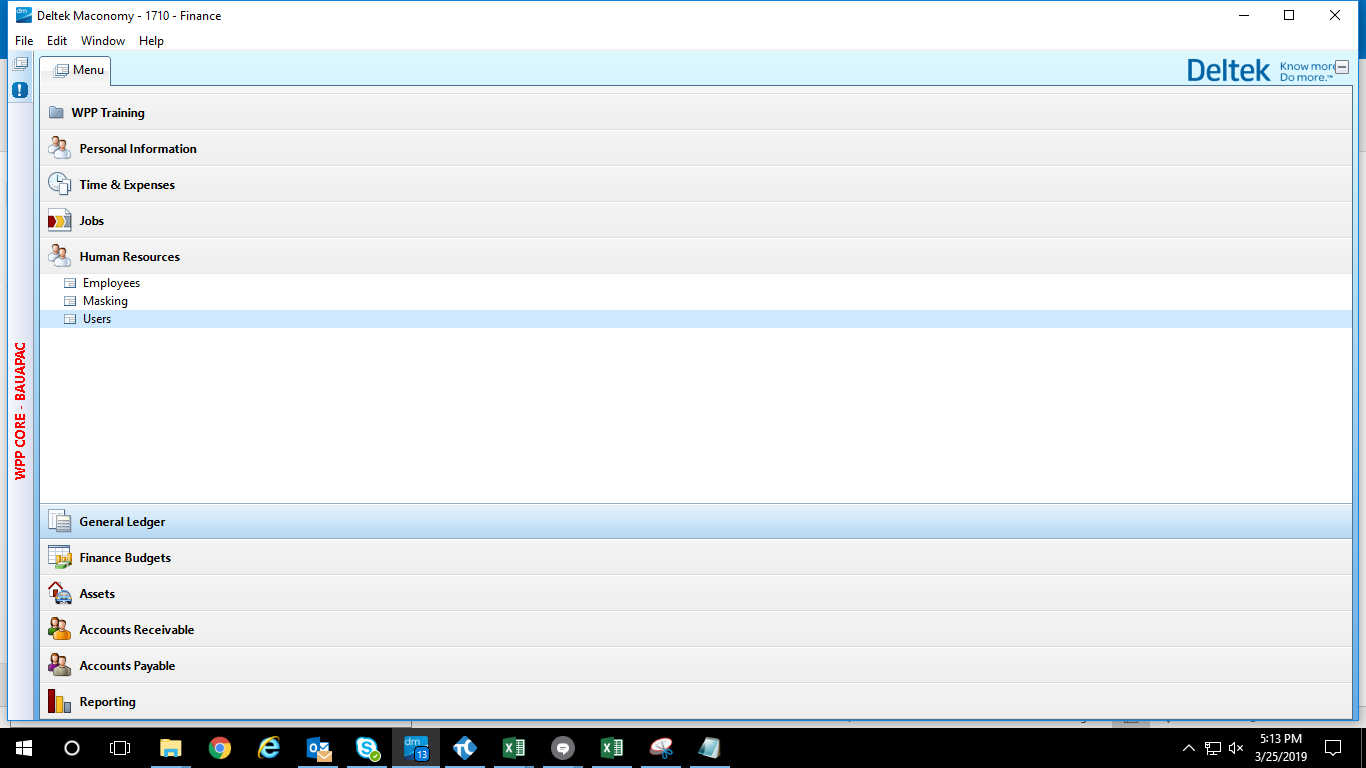 Deltek Maconomy - 1710 - Finance
File Edit Window Help
Menu
Deltek Know more
Do more.™
WPP Training
Personal Information
Time & Expenses
Jobs
Human Resources
Employees
Masking
Users
WPP CORE - BAUAPAC
General Ledger
Finance Budgets
Assets
Accounts Receivable
Accounts Payable
Reporting
dm
13
5:13 PM
3/25/2019